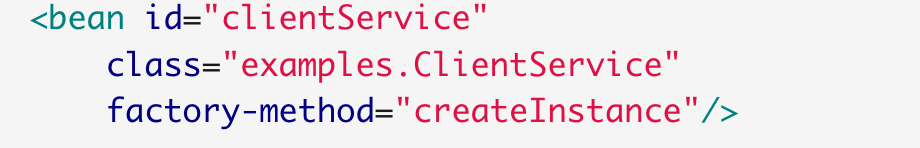 <bean id="clientService"
class="examples.ClientService"
factory-method="createInstance"/>